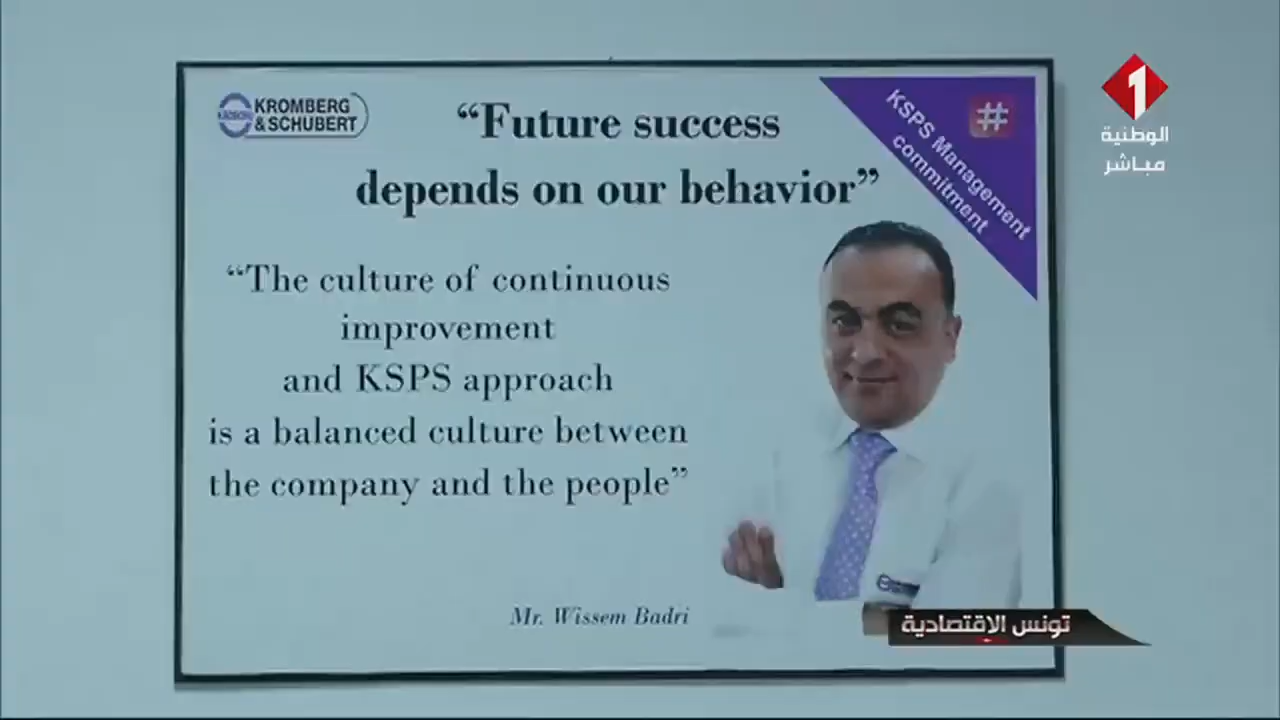 KROMBERG
& SCHUBERT
“Future success
depends on our behavior”
#
KSPS Management
commitment
“The culture of continuous
improvement
and KSPS approach
is a balanced culture between
the company and the people”
Mr. Wissem Badri
1
الوطنية
مباشر
تونس الإقتصادية